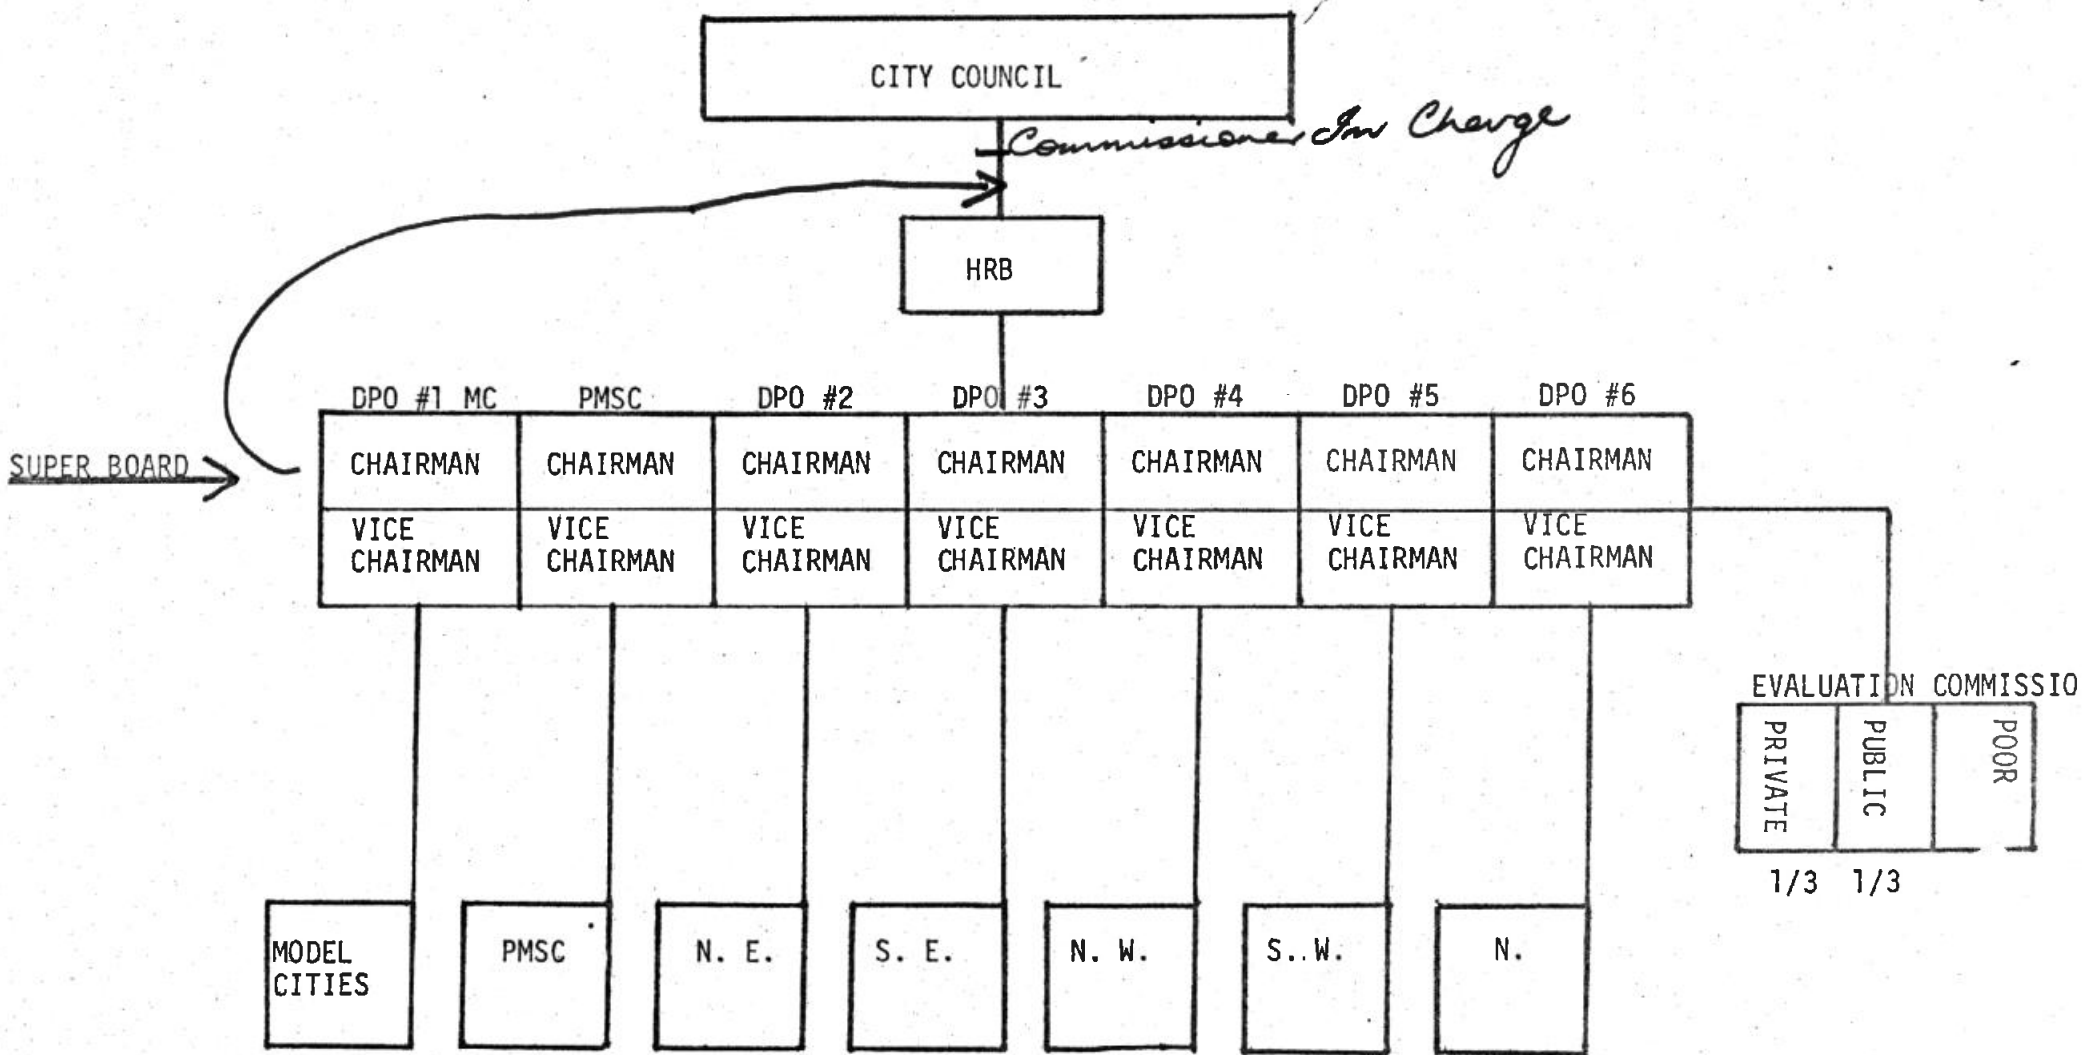 CITY COUNCIL
Commissioner In Charge
HRB
DPO #1 MC PMSC DPO #2 DPO #3 DPO #4 DPO #5 DPO #6
SUPER BOARD
CHAIRMAN CHAIRMAN CHAIRMAN CHAIRMAN CHAIRMAN CHAIRMAN CHAIRMAN
VICE VICE VICE VICE VICE VICE VICE
CHAIRMAN CHAIRMAN CHAIRMAN CHAIRMAN CHAIRMAN CHAIRMAN CHAIRMAN
EVALUATION COMMISSIO
PRIVATE
PUBLIC
POOR
1/3 1/3
MODEL
CITIES
PMSC
N. E.
S. E.
N. W.
S. W.
N.